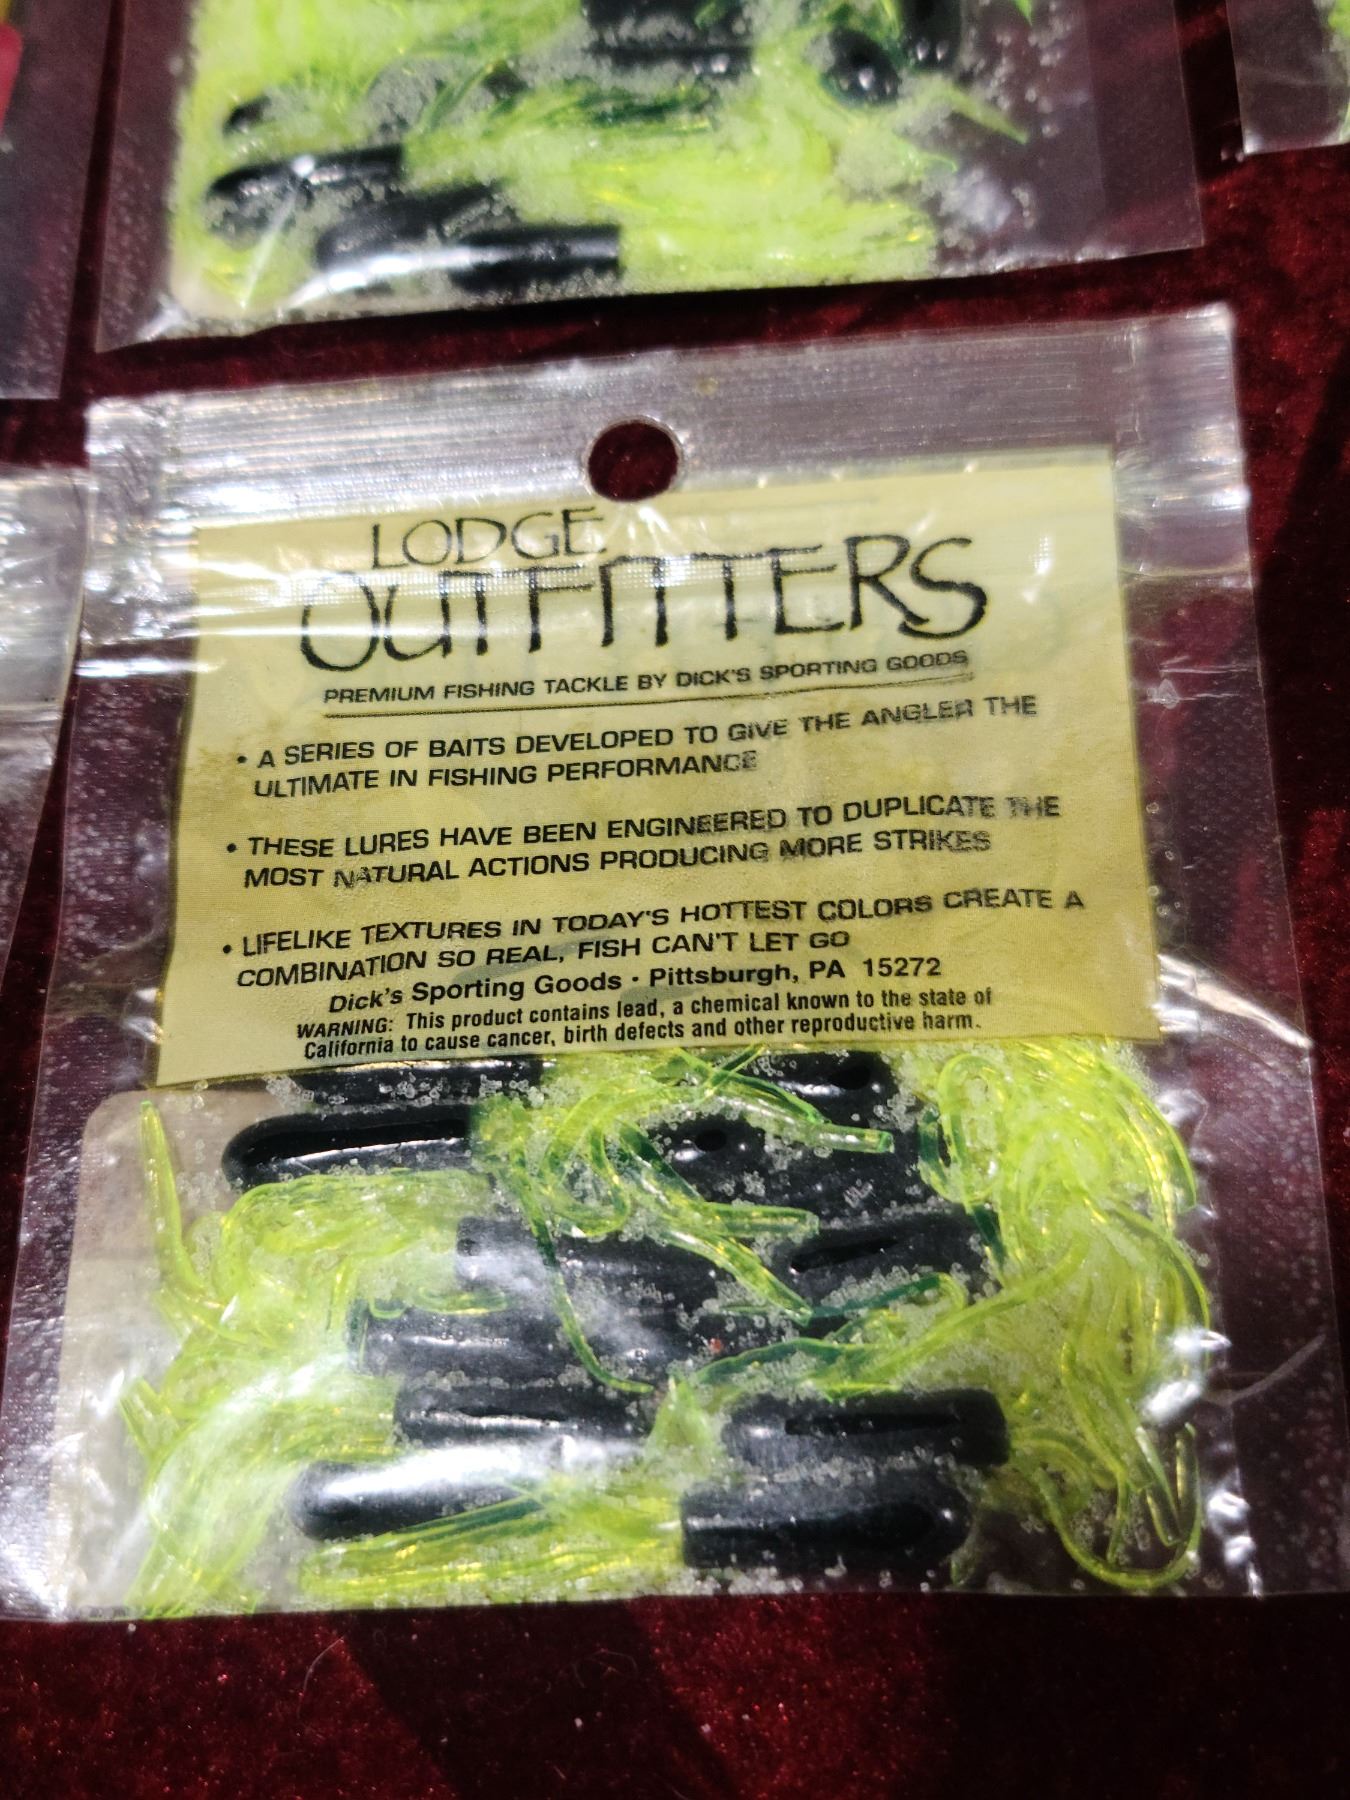 LODGE
OUTFITTERS
PREMIUM FISHING TACKLE BY DICK'S SPORTING GOODS
• A SERIES OF BAITS DEVELOPED TO GIVE THE ANGLER THE
ULTIMATE IN FISHING PERFORMANCE
• THESE LURES HAVE BEEN ENGINEERED TO DUPLICATE THE
MOST NATURAL ACTIONS PRODUCING MORE STRIKES
• LIFELIKE TEXTURES IN TODAY'S HOTTEST COLORS CREATE A
COMBINATION SO REAL, FISH CAN'T LET GO
Dick's Sporting Goods • Pittsburgh, PA 15272
WARNING: This product contains lead, a chemical known to the state of
California to cause cancer, birth defects and other reproductive harm.